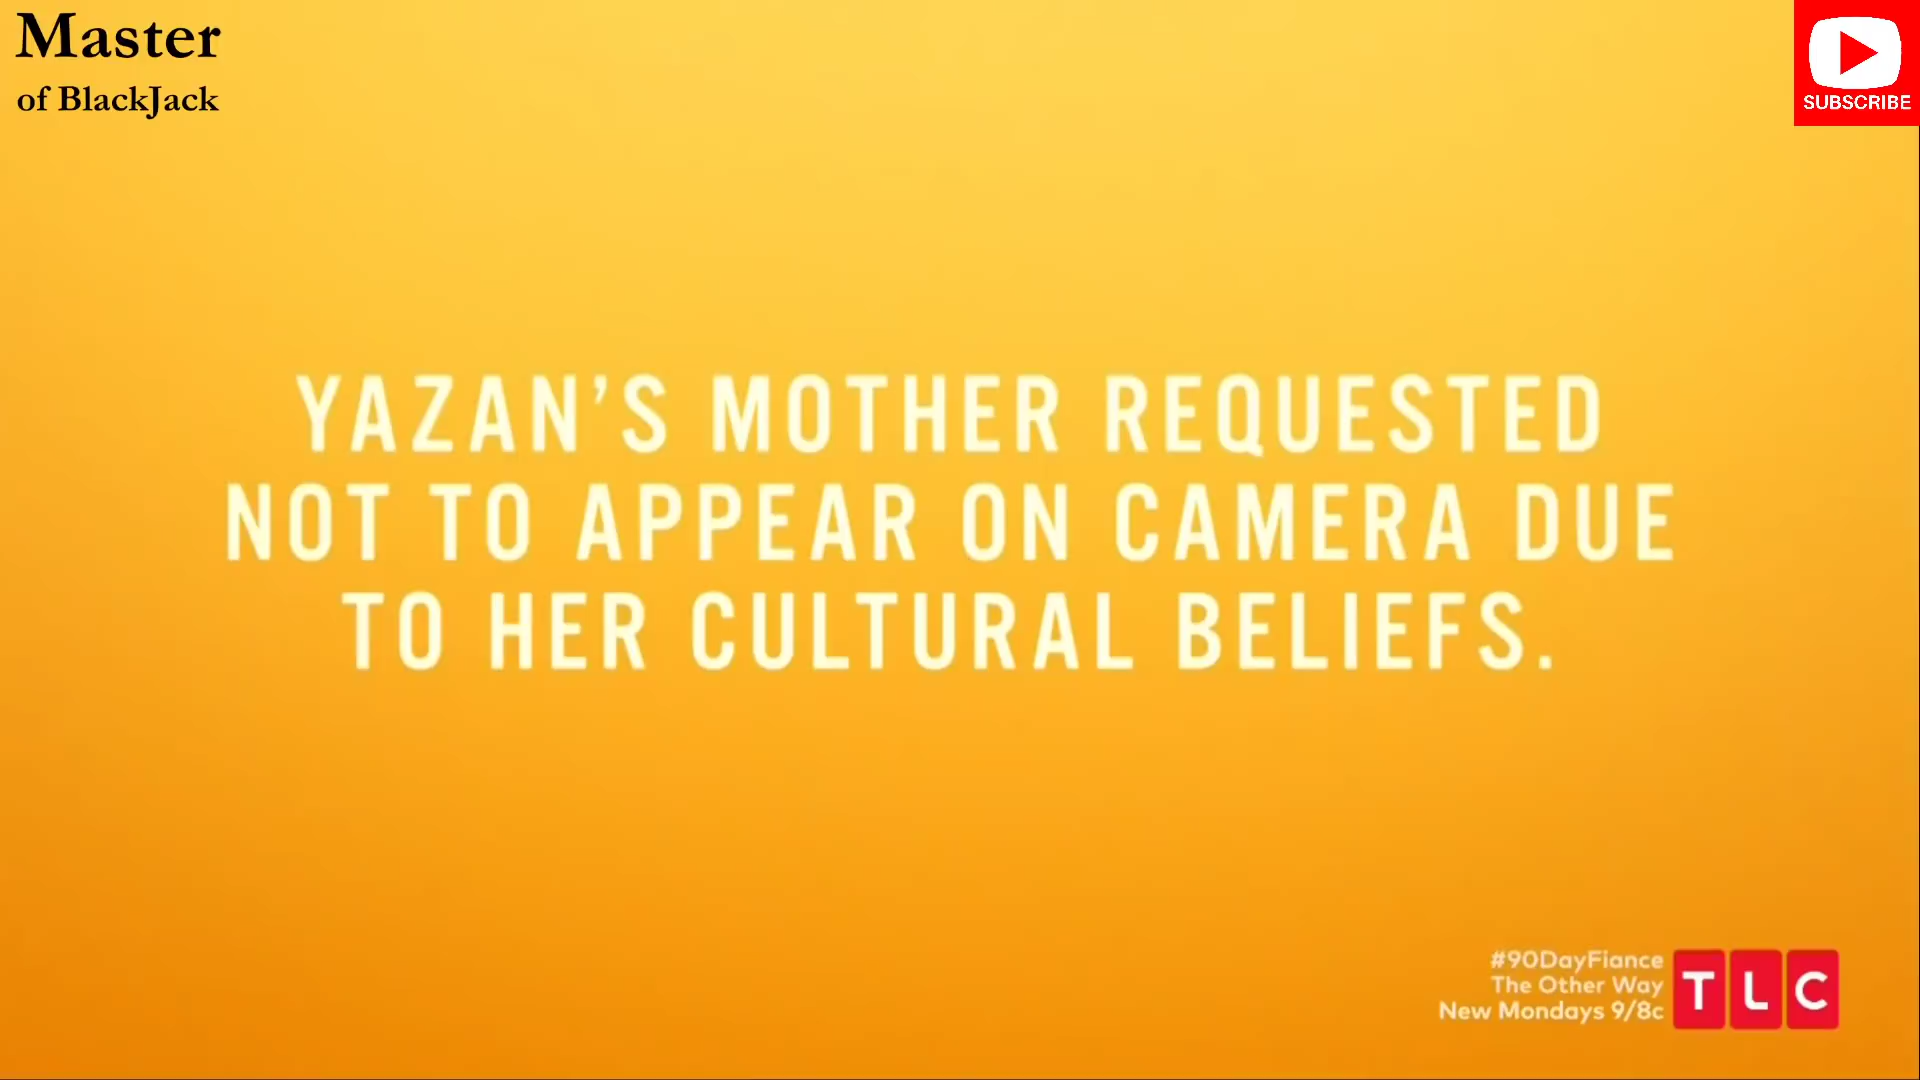 Master
of BlackJack
SUBSCRIBE
YAZAN'S MOTHER REQUESTED
NOT TO APPEAR ON CAMERA DUE
TO HER CULTURAL BELIEFS.
#90DayFiance
The Other Way
New Mondays 9/8c
TLC